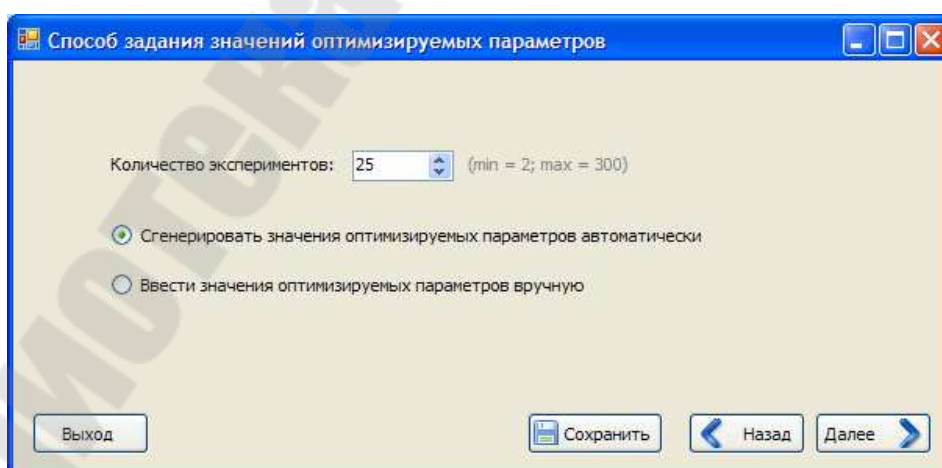 Способ задания значений оптимизируемых параметров
Количество экспериментов: 25 (min = 2; max = 300)
Сгенерировать значения оптимизируемых параметров автоматически
Ввести значения оптимизируемых параметров вручную
Выход Сохранить Назад Далее